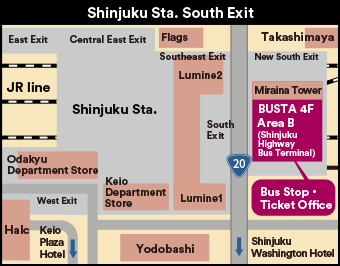 Shinjuku Sta. South Exit
East Exit
Central East Exit
Flags
Takashimaya
Southeast Exit
New South Exit
JR line
Lumine2
Miraina Tower
Shinjuku Sta.
BUSTA 4F
Area B
(Shinjuku
Highway
Bus Terminal)
South
Exit
Odakyu
Department Store
20
Keio
Department
Store
Lumine1
Bus Stop・
Ticket Office
West Exit
Halc
Keio
Plaza
Hotel
Yodobashi
Shinjuku
Washington Hotel